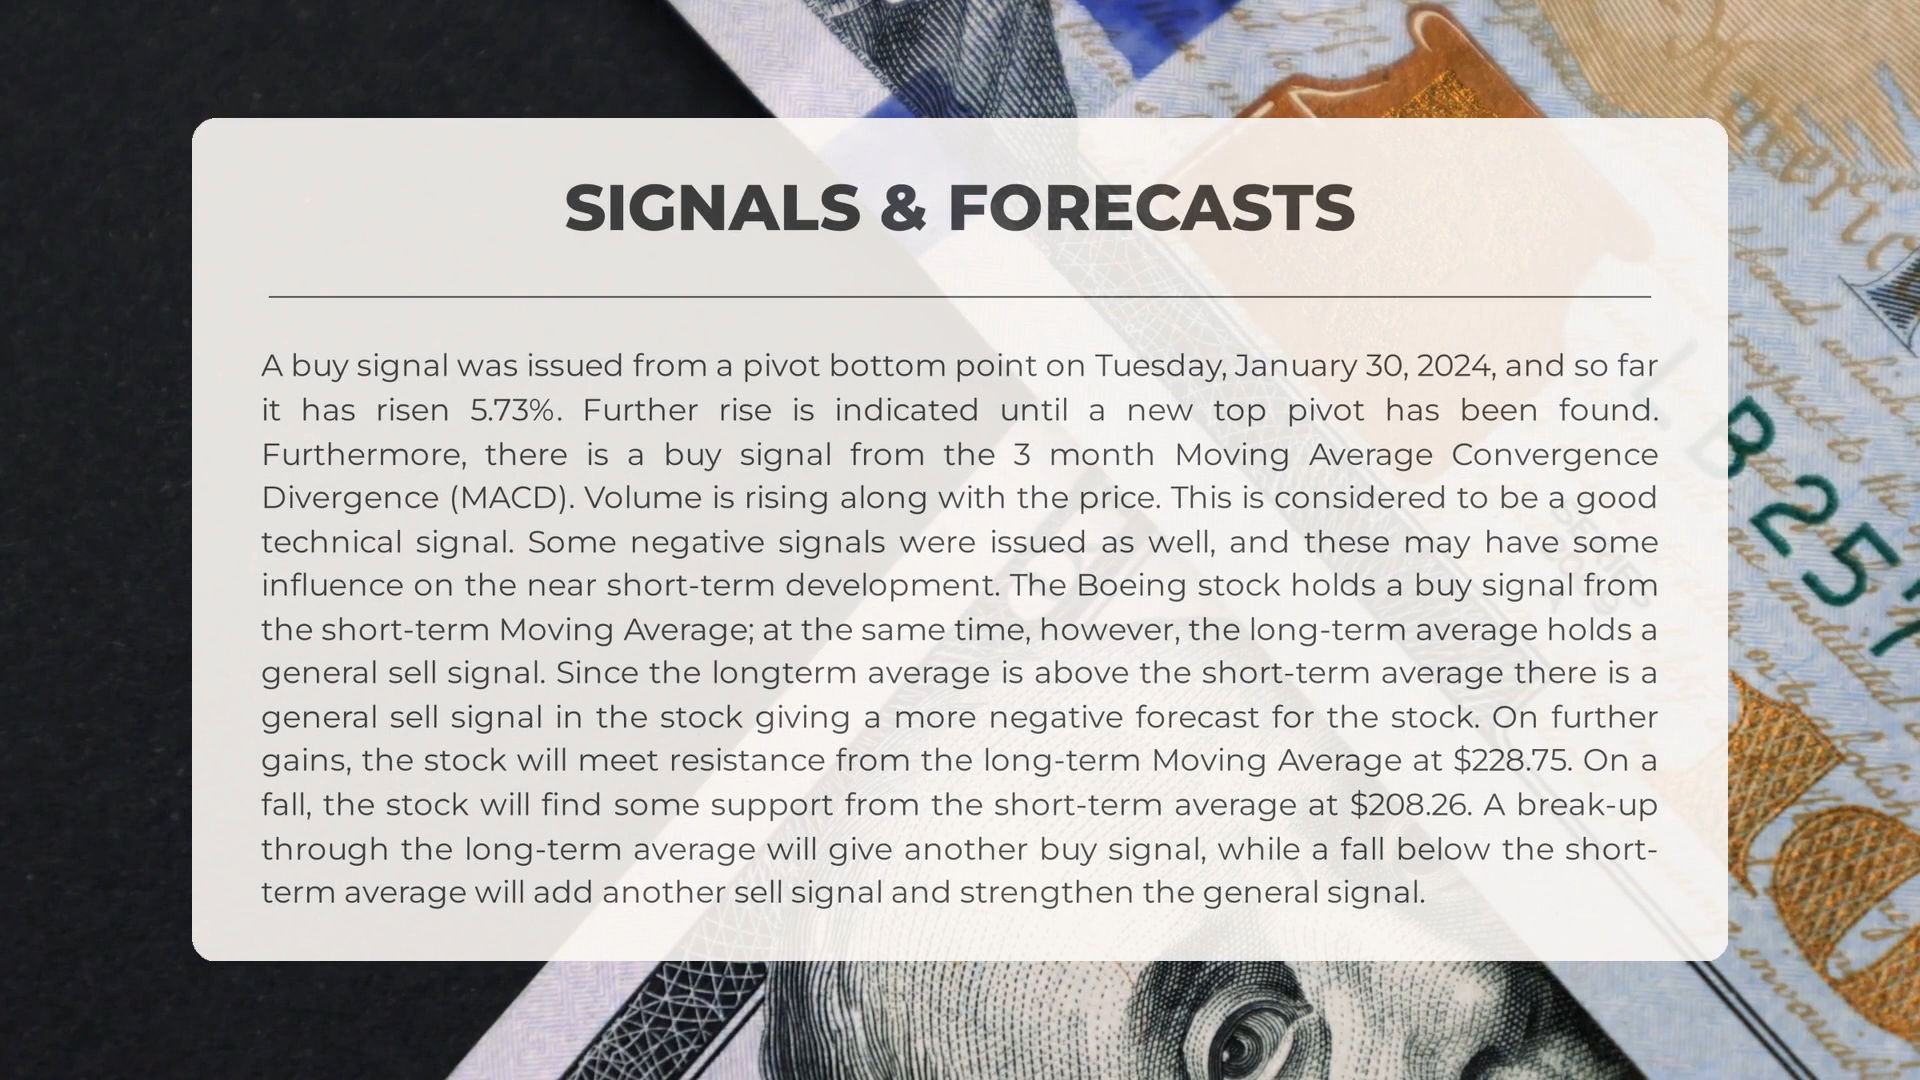 SIGNALS & FORECASTS
A buy signal was issued from a pivot bottom point on Tuesday, January 30, 2024, and so far
it has risen 5.73%. Further rise is indicated until a new top pivot has been found.
Furthermore, there is a buy signal from the 3 month Moving Average Convergence
Divergence (MACD). Volume is rising along with the price. This is considered to be a good
technical signal. Some negative signals were issued as well, and these may have some
influence on the near short-term development. The Boeing stock holds a buy signal from
the short-term Moving Average; at the same time, however, the long-term average holds a
general sell signal. Since the longterm average is above the short-term average there is a
general sell signal in the stock giving a more negative forecast for the stock. On further
gains, the stock will meet resistance from the long-term Moving Average at $228.75. On a
fall, the stock will find some support from the short-term average at $208.26. A break-up
through the long-term average will give another buy signal, while a fall below the short-
term average will add another sell signal and strengthen the general signal.